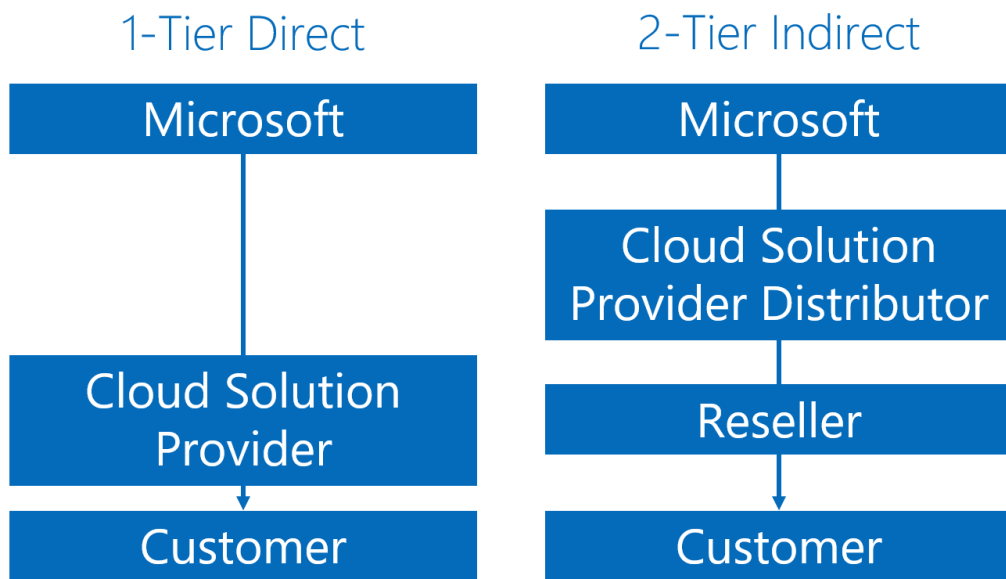 1-Tier Direct
Microsoft
Cloud Solution
Provider
Customer
2-Tier Indirect
Microsoft
Cloud Solution
Provider Distributor
Reseller
Customer